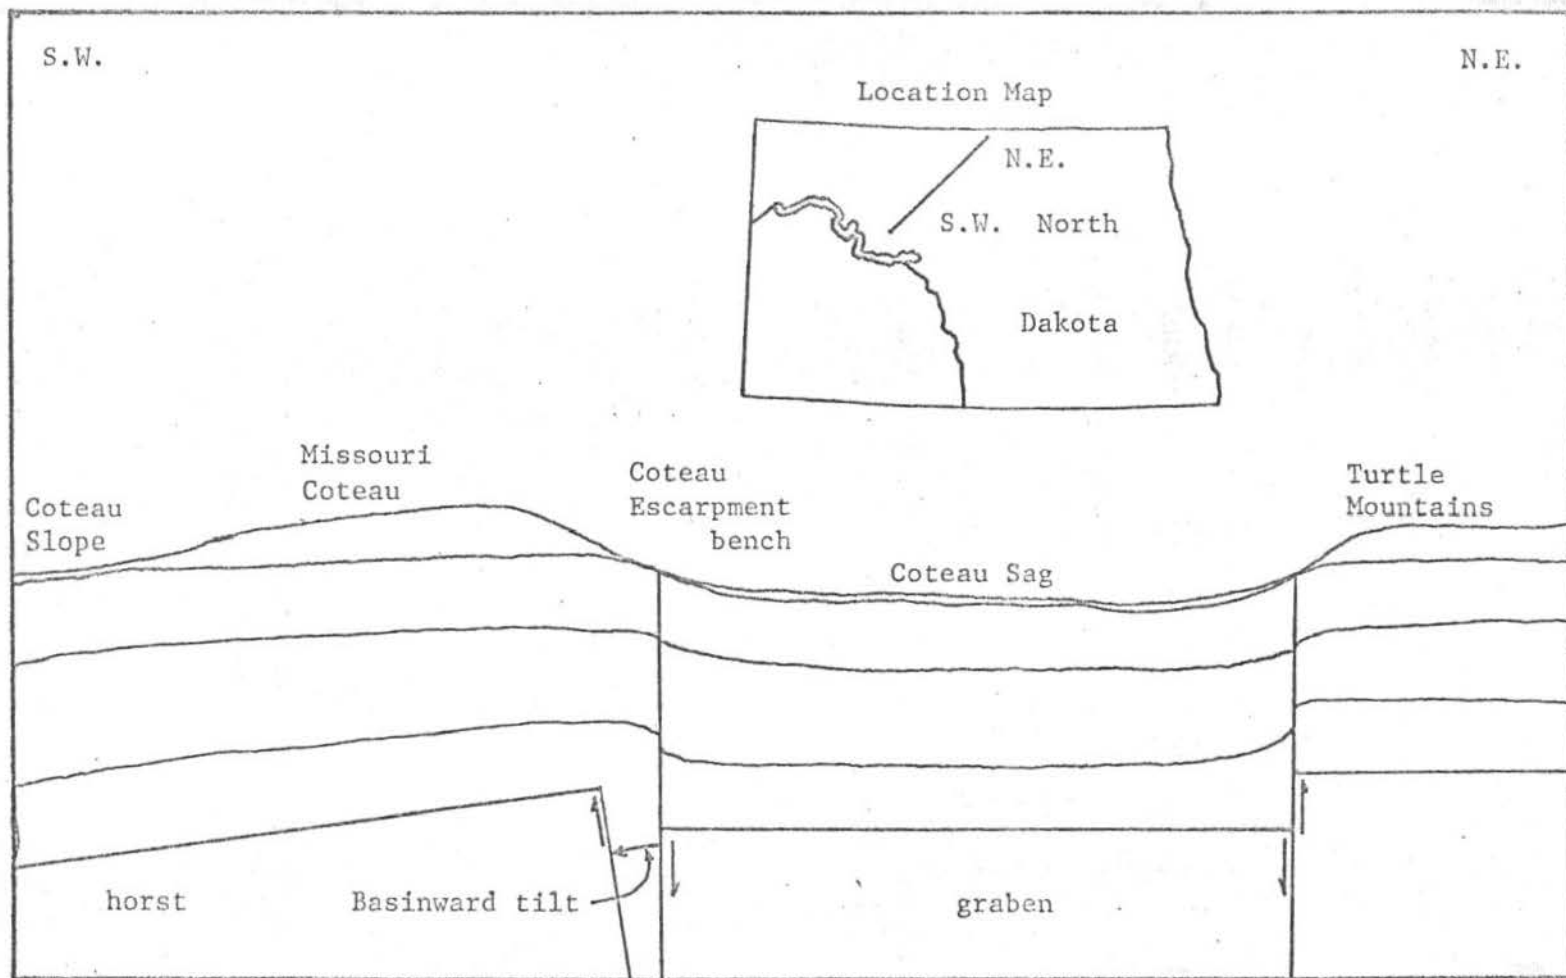 S.W.
N.E.
Location Map
N.E.
S.W. North
Dakota
Missouri
Coteau
Coteau
Slope
Coteau
Escarpment
bench
Turtle
Mountains
Coteau Sag
horst
Basinward tilt
graben